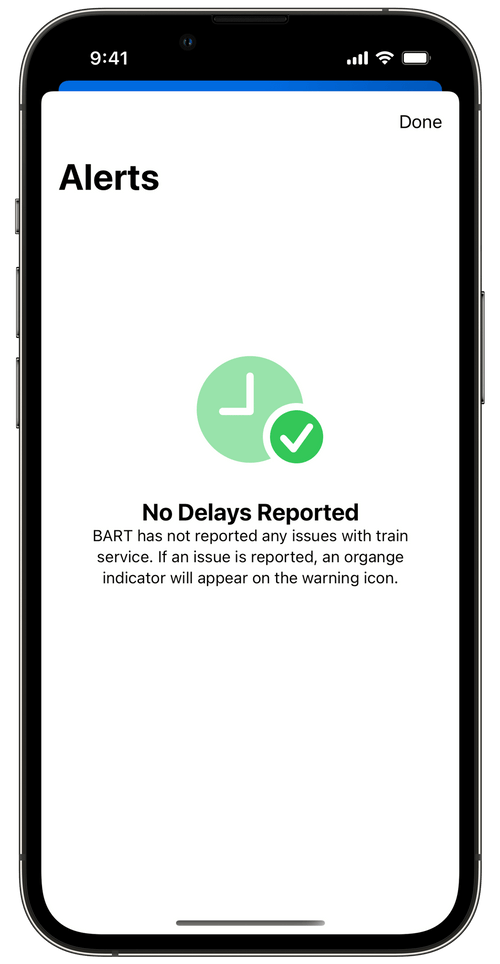 9:41
Done
Alerts
No Delays Reported
BART has not reported any issues with train
service. If an issue is reported, an organge
indicator will appear on the warning icon.